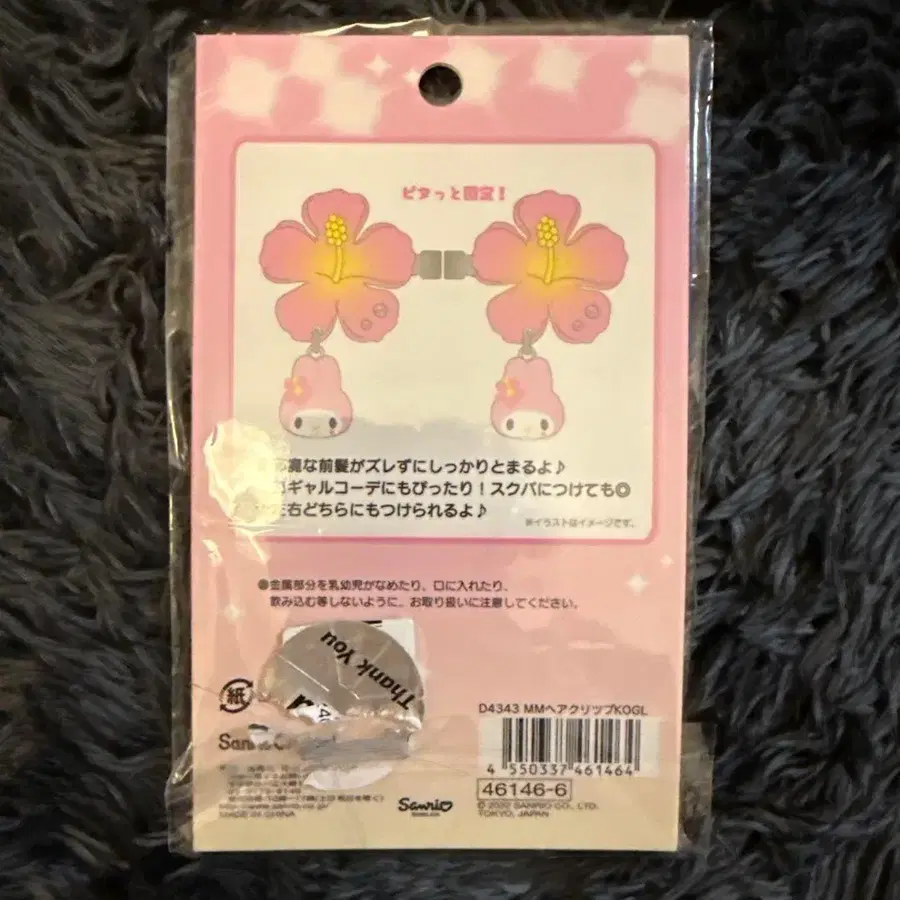 ピタっと固定！
魔な前髪がズレずにしっかりとまるよ♪
ギャルコーデにもぴったり！スクバにつけても◎
左右どちらにもつけられるよ♪
※イラストはイメージです。
●金属部分を乳幼児がなめたり、口に入れたり、
飲み込む等しないように。お取り扱いに注意してください。
Thank You
紙
D4343 MMヘアクリップKOGL
4 550337 461464
46146-6
Sanrio
TOKYO, JAPAN
MADE IN CHINA